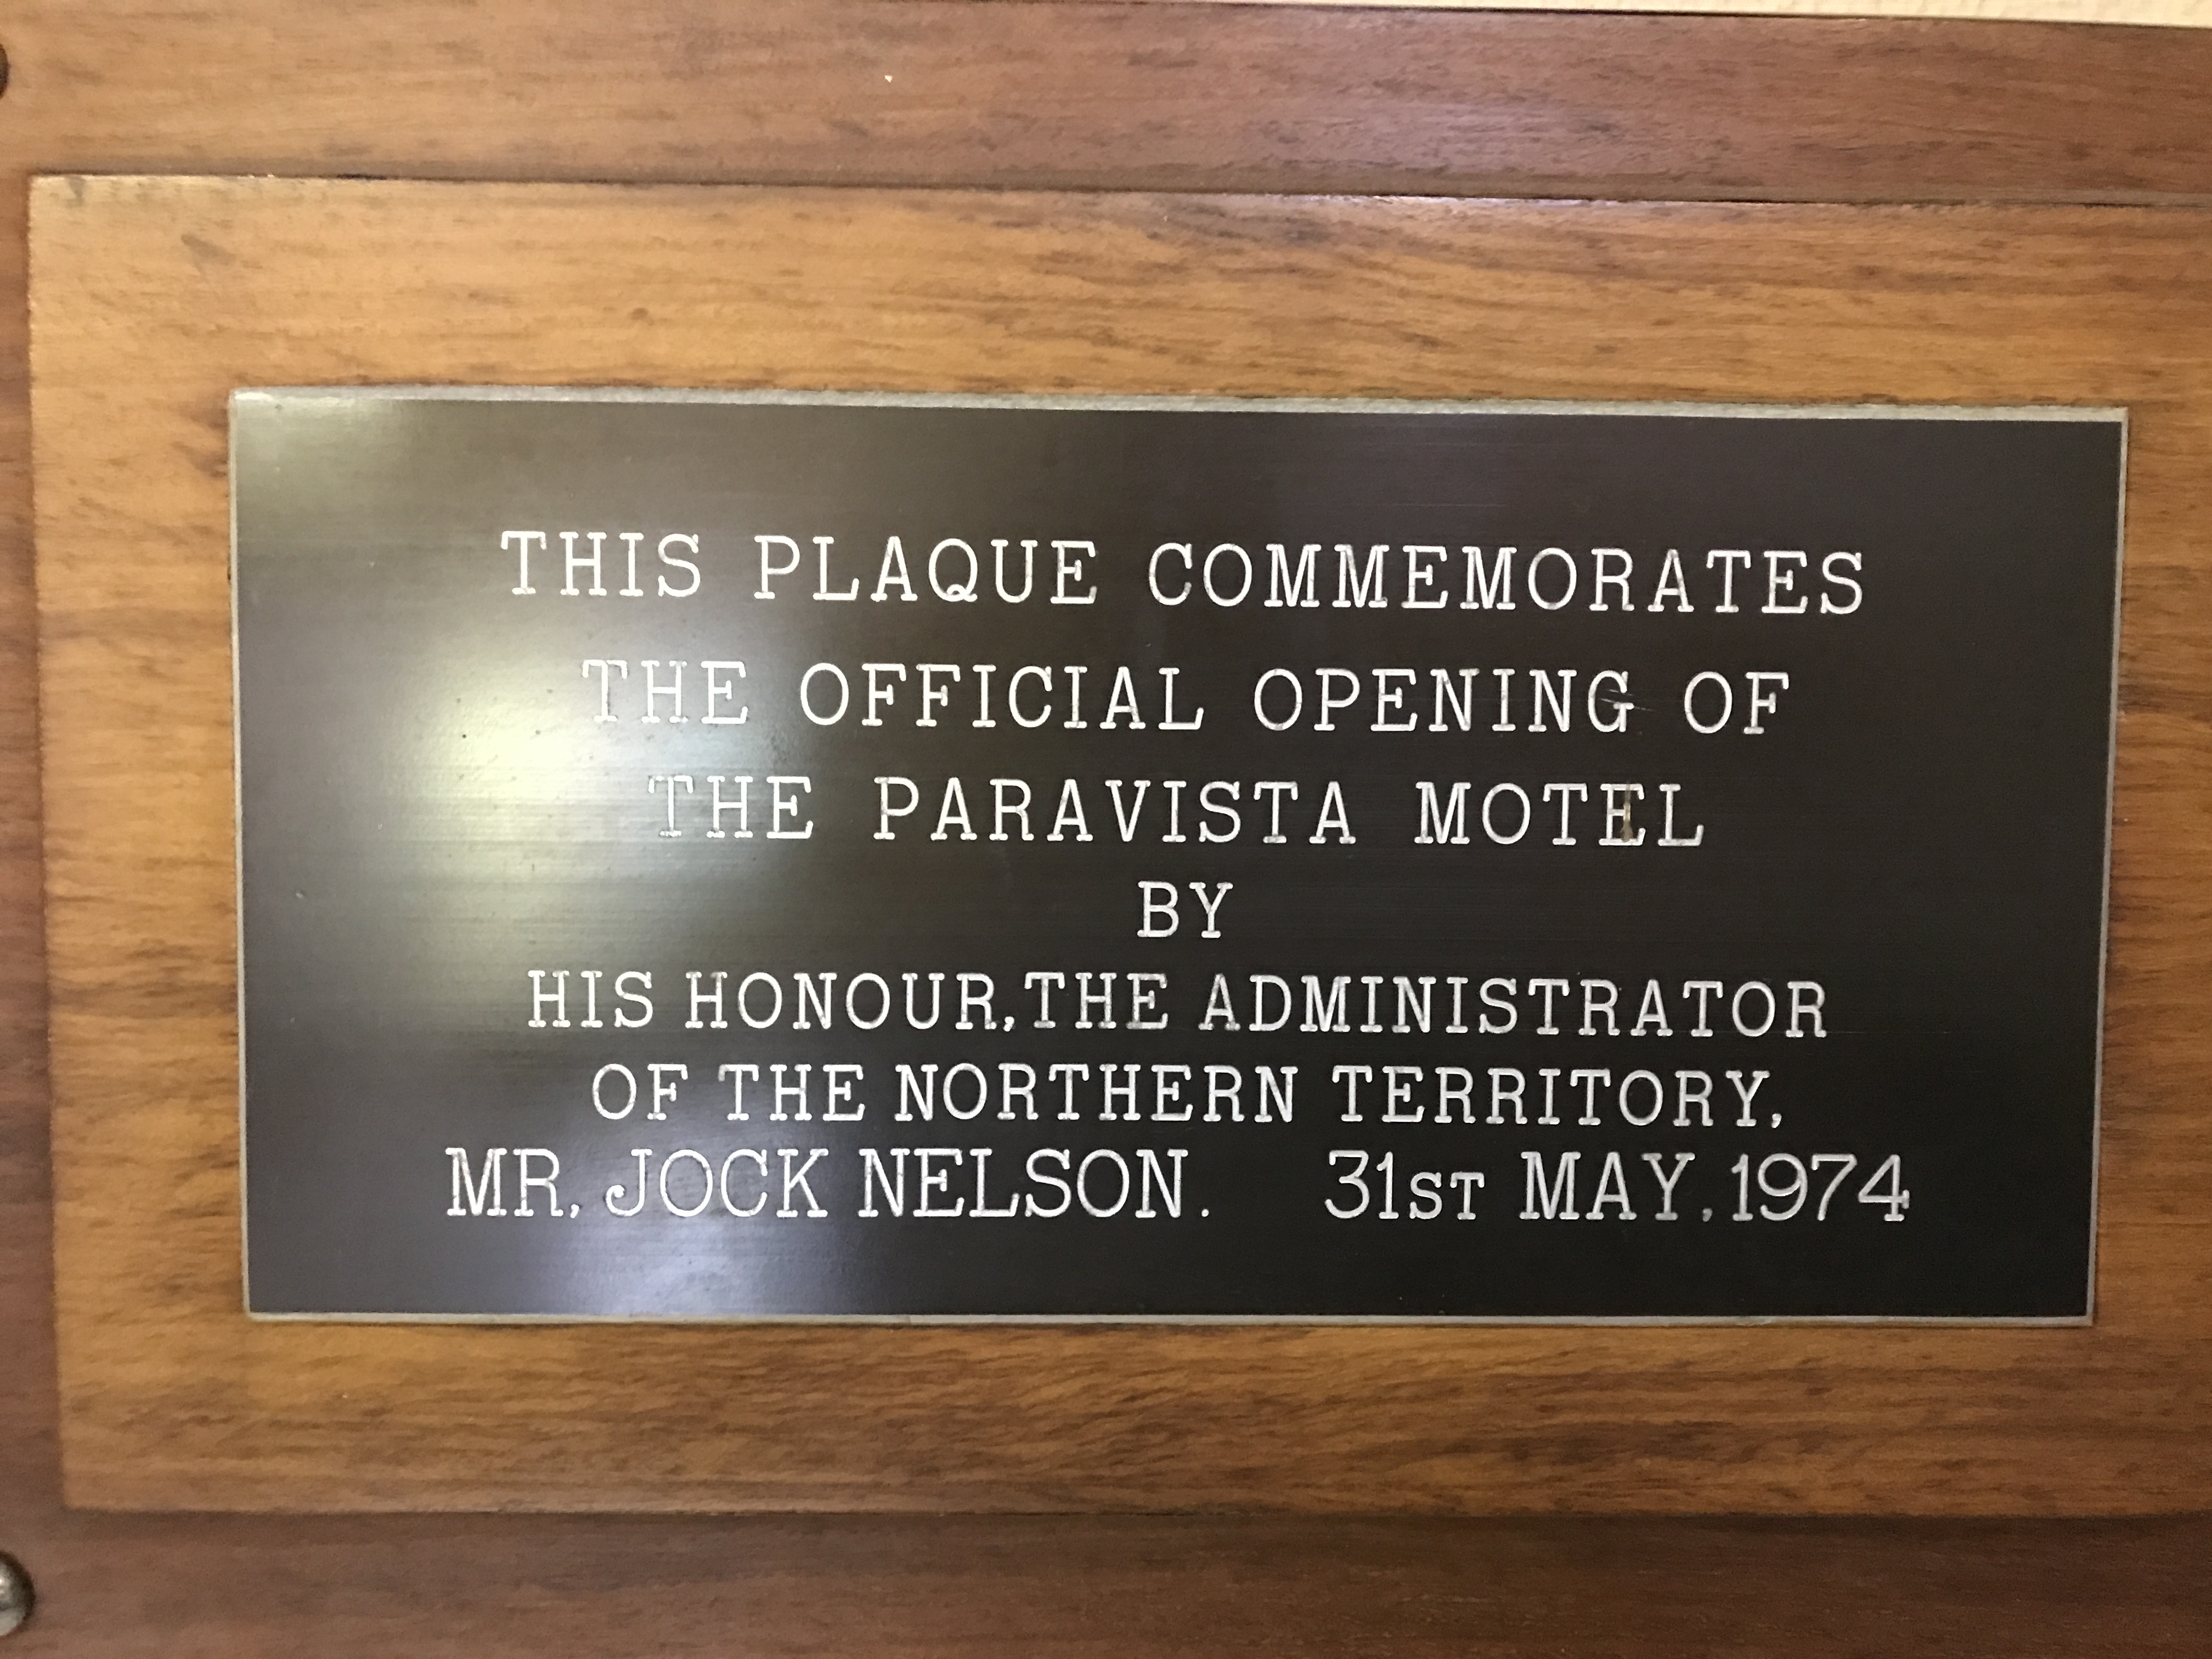 THIS PLAQUE COMMEMORATES
THE OFFICIAL OPENING OF
THE PARAVISTA MOTEL
BY
HIS HONOUR,THE ADMINISTRATOR
OF THE NORTHERN TERRITORY,
MR, JOCK NELSON. 31ST MAY,1974